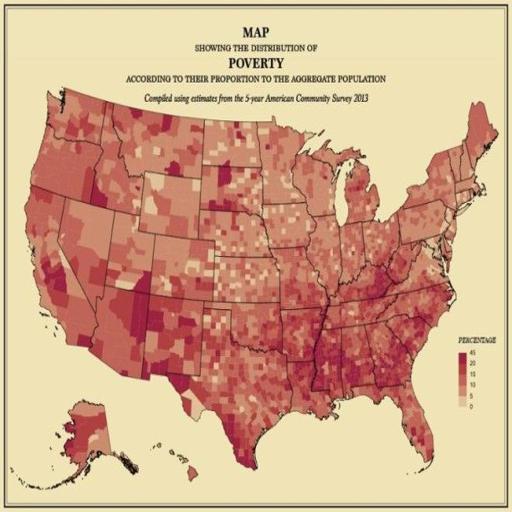 MAP
SHOWING THE DISTRIBUTION OF
POVERTY
ACCORDING TO THEIR PROPORTION TO THE AGGREGATE POPULATION
Compiled using estimates from the 5-year American Community Survey 2013
PERCENTAGE
45
20
15
10
5
0